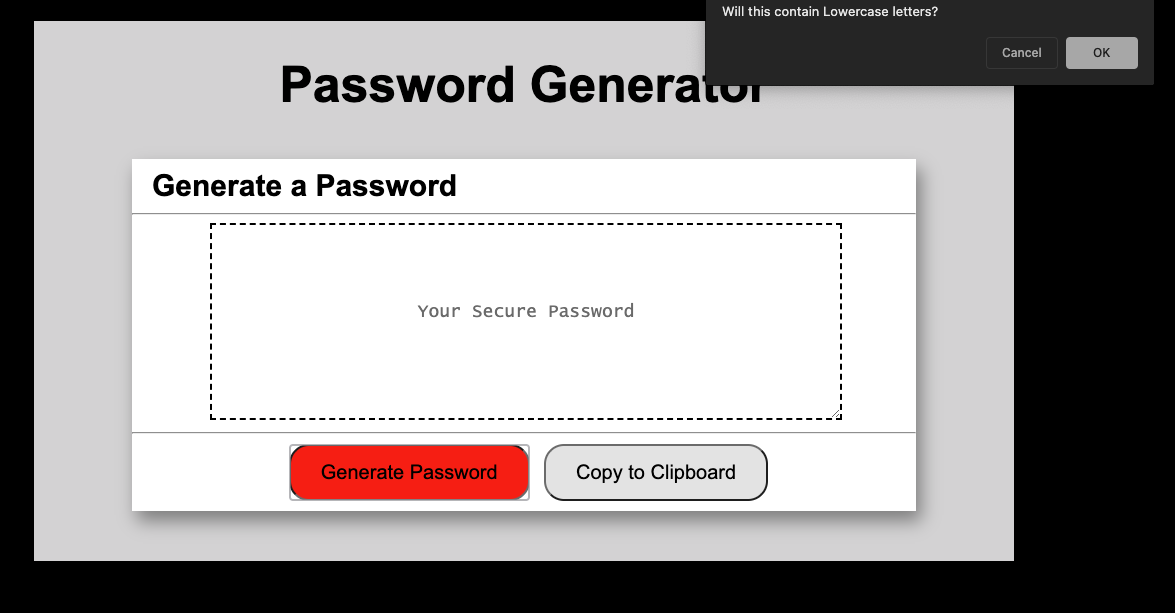 Will this contain Lowercase letters?
Cancel
OK
Password Generator
Generate a Password
Your Secure Password
Generate Password
Copy to Clipboard